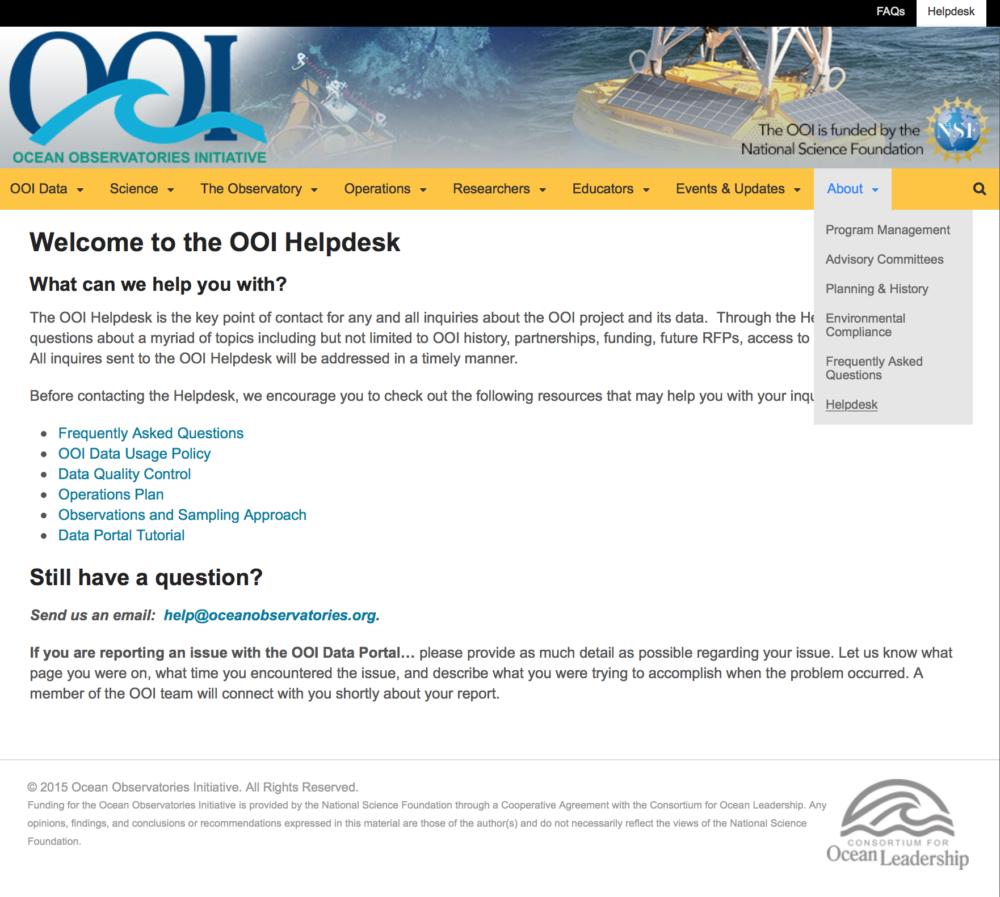 FAQs Helpdesk
OOI
OCEAN OBSERVATORIES INITIATIVE
The OOI is funded by the
National Science Foundation
NSF
OOI Data Science The Observatory Operations Researchers Educators Events & Updates About
Program Management
Advisory Committees
Planning & History
Environmental
Compliance
Frequently Asked
Questions
Helpdesk
Welcome to the OOI Helpdesk
What can we help you with?
The OOI Helpdesk is the key point of contact for any and all inquiries about the OOI project and its data. Through the
questions about a myriad of topics including but not limited to OOI history, partnerships, funding, future RFPs, access to
All inquires sent to the OOI Helpdesk will be addressed in a timely manner.
Before contacting the Helpdesk, we encourage you to check out the following resources that may help you with your
Frequently Asked Questions
OOI Data Usage Policy
Data Quality Control
Operations Plan
Observations and Sampling Approach
Data Portal Tutorial
Still have a question?
Send us an email: help@oceanobservatories.org.
If you are reporting an issue with the OOI Data Portal… please provide as much detail as possible regarding your issue. Let us know what
page you were on, what time you encountered the issue, and describe what you were trying to accomplish when the problem occurred. A
member of the OOI team will connect with you shortly about your report.
© 2015 Ocean Observatories Initiative. All Rights Reserved.
Funding for the Ocean Observatories Initiative is provided by the National Science Foundation through a Cooperative Agreement with the Consortium for Ocean Leadership. Any
opinions, findings, and conclusions or recommendations expressed in this material are those of the author(s) and do not necessarily reflect the views of the National Science
Foundation.
CONSORTIUM FOR
Ocean Leadership